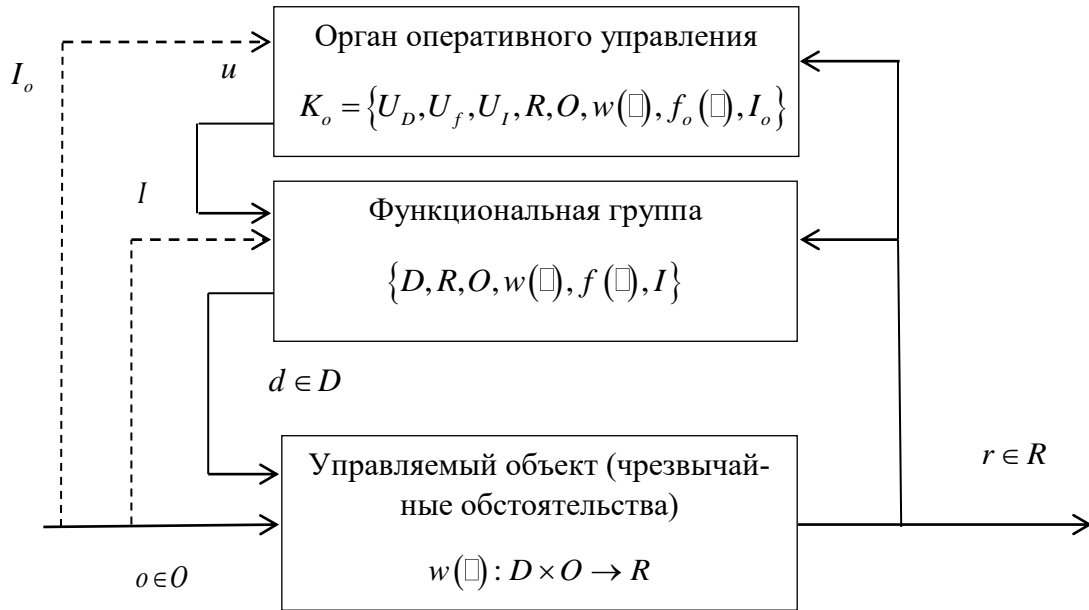 Орган оперативного управления
I_o
u
K_o = {U_D, U_f, U_I, R, O, w(□), f_o(□), I_o}
I
Функциональная группа
{D, R, O, w(□), f(□), I}
d ∈ D
Управляемый объект (чрезвычай-
ные обстоятельства)
r ∈ R
w(□): D × O → R
o ∈ O